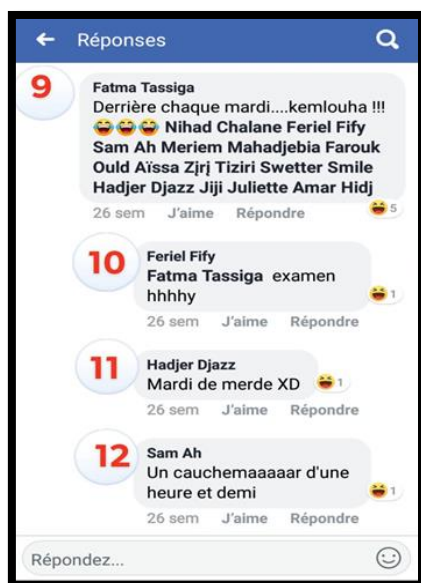 Réponses
9
Fatma Tassiga
Derrière chaque mardi....kemlouha !!!
😂😂😂 Nihad Chalane Feriel Fify
Sam Ah Meriem Mahadjebia Farouk
Ould Aïssa Zįrį Tiziri Swetter Smile
Hadjer Djazz Jiji Juliette Amar Hidj
26 sem J'aime Répondre 5
10
Feriel Fify
Fatma Tassiga examen
hhhhy
1
26 sem J'aime Répondre
11
Hadjer Djazz
Mardi de merde XD 1
26 sem J'aime Répondre
12
Sam Ah
Un cauchemaaaaar d'une
heure et demi
1
26 sem J'aime Répondre
Répondez...